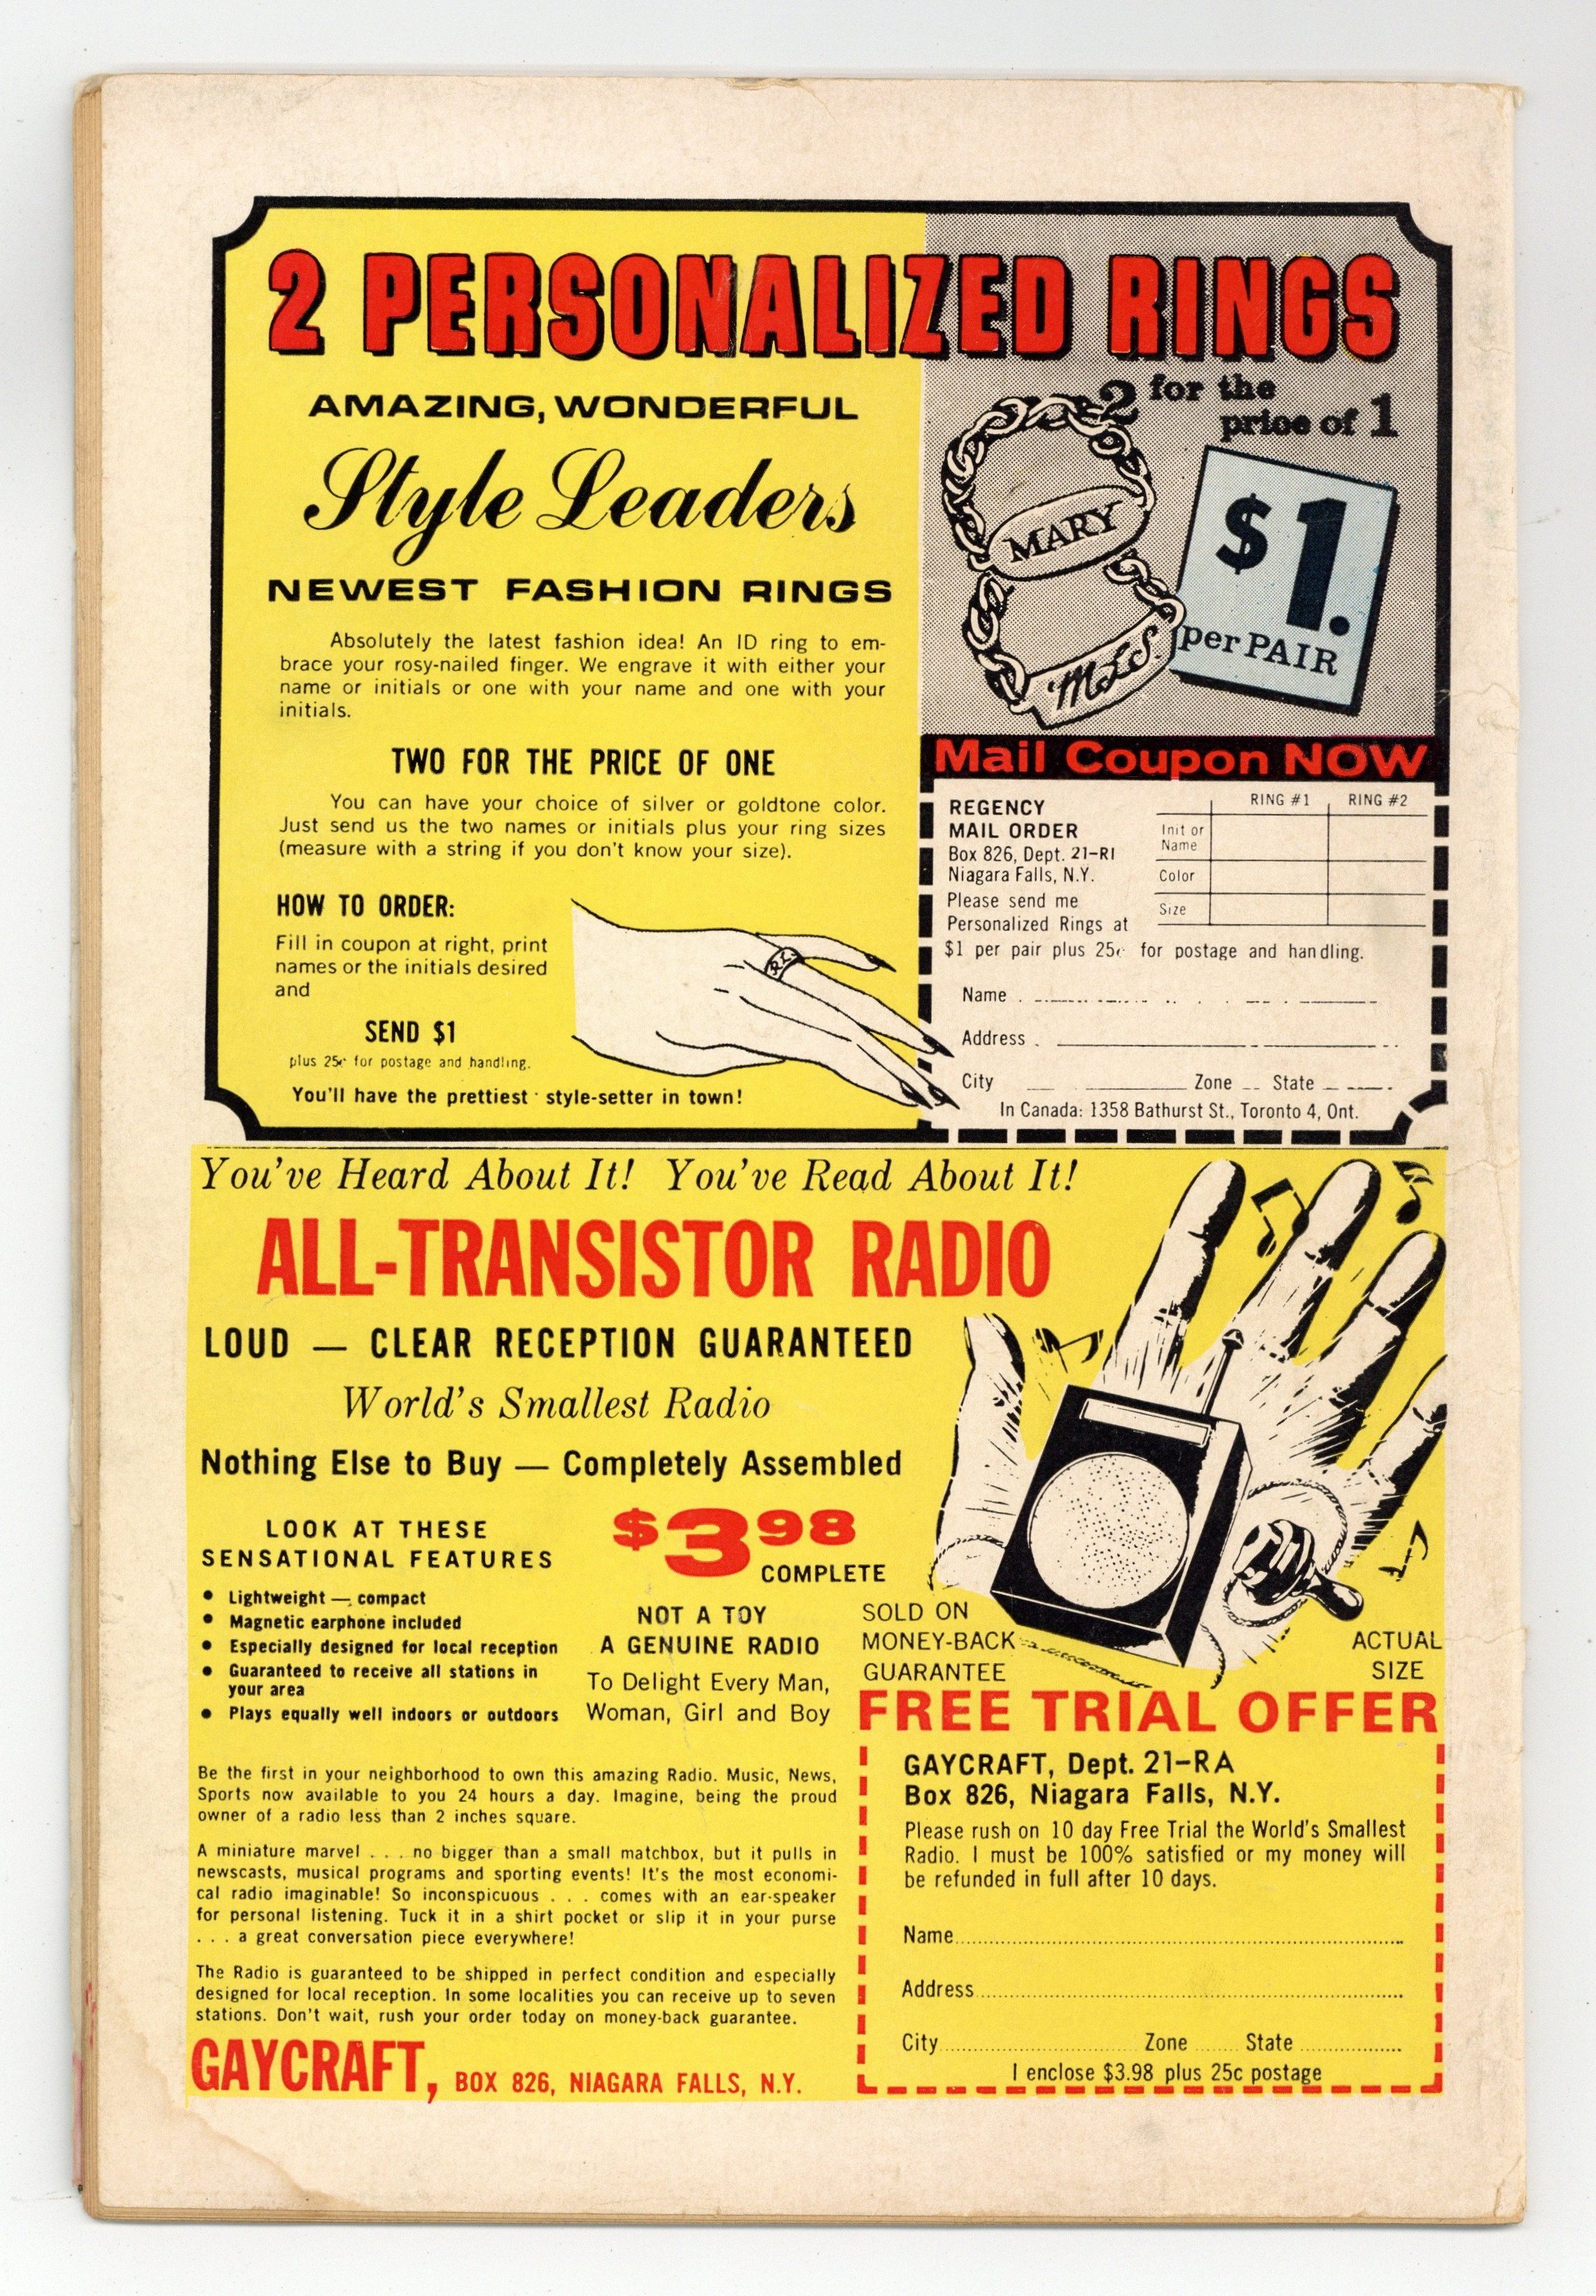 2 PERSONALIZED RINGS
AMAZING, WONDERFUL
Style Leaders
NEWEST FASHION RINGS
Absolutely the latest fashion idea! An ID ring to em-
brace your rosy-nailed finger. We engrave it with either your
name or initials or one with your name and one with your
initials.
TWO FOR THE PRICE OF ONE
You can have your choice of silver or goldtone color.
Just send us the two names or initials plus your ring sizes
(measure with a string if you don't know your size).
HOW TO ORDER:
Fill in coupon at right, print
names or the initials desired
and
SEND $1
plus 25c for postage and handling.
You'll have the prettiest style-setter in town!
R.L.
2 for the
price of 1
MARY
MLS
$1.
per PAIR
Mail Coupon NOW
REGENCY
MAIL ORDER
Box 826, Dept. 21-RI
Niagara Falls, N.Y.
Please send me
Personalized Rings at
$1 per pair plus 25c for postage and handling.
RING #1 RING #2
Init or
Name
Color
Size
Name
Address
City Zone State
In Canada: 1358 Bathurst St., Toronto 4, Ont.
You've Heard About It! You've Read About It!
ALL-TRANSISTOR RADIO
LOUD — CLEAR RECEPTION GUARANTEED
World's Smallest Radio
Nothing Else to Buy — Completely Assembled
LOOK AT THESE
SENSATIONAL FEATURES
• Lightweight — compact
• Magnetic earphone included
• Especially designed for local reception
• Guaranteed to receive all stations in
your area
• Plays equally well indoors or outdoors
$3.98
COMPLETE
NOT A TOY
A GENUINE RADIO
To Delight Every Man,
Woman, Girl and Boy
SOLD ON
MONEY-BACK
GUARANTEE
ACTUAL
SIZE
Be the first in your neighborhood to own this amazing Radio. Music, News,
Sports now available to you 24 hours a day. Imagine, being the proud
owner of a radio less than 2 inches square.
A miniature marvel . . . no bigger than a small matchbox, but it pulls in
newscasts, musical programs and sporting events! It's the most economi-
cal radio imaginable! So inconspicuous . . . comes with an ear-speaker
for personal listening. Tuck it in a shirt pocket or slip it in your purse
. . . a great conversation piece everywhere!
The Radio is guaranteed to be shipped in perfect condition and especially
designed for local reception. In some localities you can receive up to seven
stations. Don't wait, rush your order today on money-back guarantee.
GAYCRAFT, BOX 826, NIAGARA FALLS, N.Y.
FREE TRIAL OFFER
GAYCRAFT, Dept. 21-RA
Box 826, Niagara Falls, N.Y.
Please rush on 10 day Free Trial the World's Smallest
Radio. I must be 100% satisfied or my money will
be refunded in full after 10 days.
Name
Address
City Zone State
I enclose $3.98 plus 25c postage